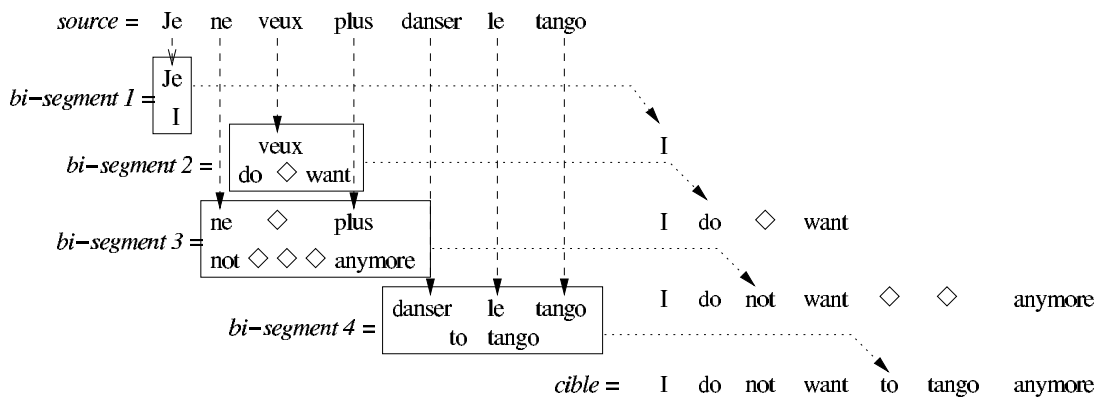 source = Je ne veux plus danser le tango
bi−segment 1 = Je
I
I
bi−segment 2 = veux
do ◇ want
I do ◇ want
bi−segment 3 = ne ◇ plus
not ◇ ◇ ◇ anymore
I do not want ◇ ◇ anymore
bi−segment 4 = danser le tango
to tango
cible = I do not want to tango anymore